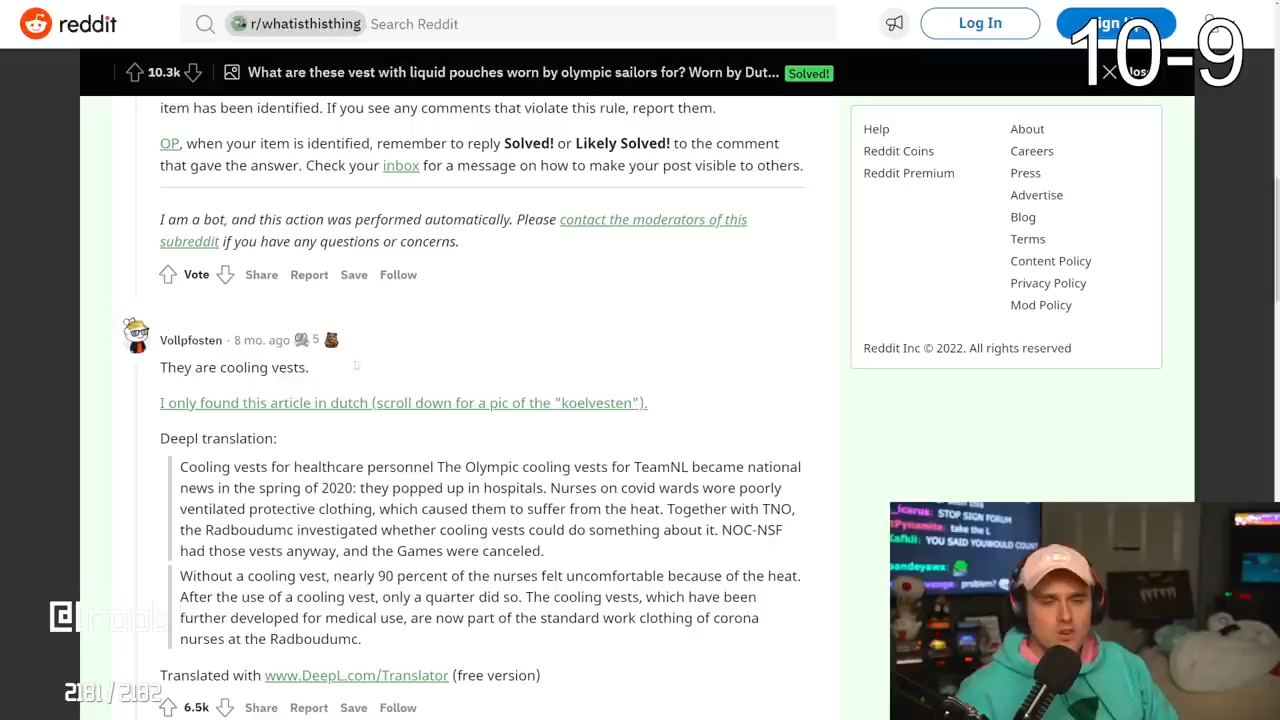 reddit
r/whatisthisthing
Search Reddit
Log In
Sign Up
10-9
10.3k
What are these vest with liquid pouches worn by olympic sailors for? Worn by Dut...
Solved!
item has been identified. If you see any comments that violate this rule, report them.
OP, when your item is identified, remember to reply Solved! or Likely Solved! to the comment
that gave the answer. Check your inbox for a message on how to make your post visible to others.
I am a bot, and this action was performed automatically. Please contact the moderators of this
subreddit if you have any questions or concerns.
Vote
Share
Report
Save
Follow
Help
About
Reddit Coins
Careers
Reddit Premium
Press
Advertise
Blog
Terms
Content Policy
Privacy Policy
Mod Policy
Reddit Inc © 2022. All rights reserved
Vollpfosten · 8 mo. ago
5
They are cooling vests.
I only found this article in dutch (scroll down for a pic of the "koelvesten").
Deepl translation:
Cooling vests for healthcare personnel The Olympic cooling vests for TeamNL became national
news in the spring of 2020: they popped up in hospitals. Nurses on covid wards wore poorly
ventilated protective clothing, which caused them to suffer from the heat. Together with TNO,
the Radboudumc investigated whether cooling vests could do something about it. NOC-NSF
had those vests anyway, and the Games were canceled.
Without a cooling vest, nearly 90 percent of the nurses felt uncomfortable because of the heat.
After the use of a cooling vest, only a quarter did so. The cooling vests, which have been
further developed for medical use, are now part of the standard work clothing of corona
nurses at the Radboudumc.
Translated with www.DeepL.com/Translator (free version)
6.5k
Share
Report
Save
Follow
2181 / 2182
STOP SIGN FORUM
take the L
YOU SAID YOUWOULD COUNT
problem?